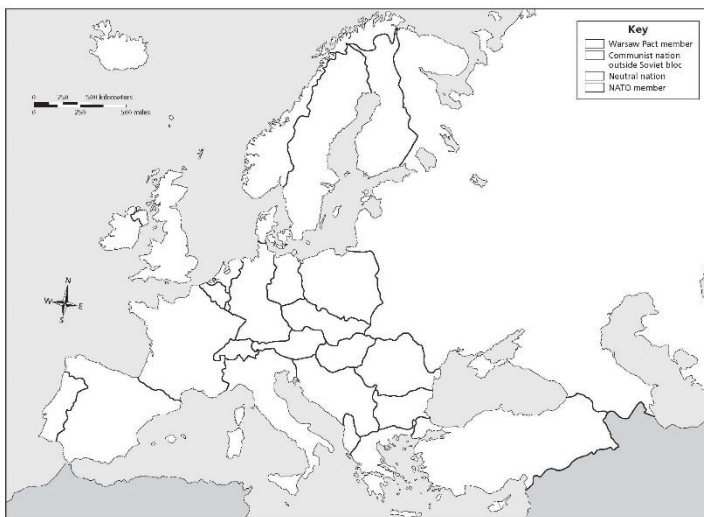 Key
Warsaw Pact member
Communist nation
outside Soviet bloc
Neutral nation
NATO member
0 250 500 kilometers
0 250 500 miles
N
W E
S